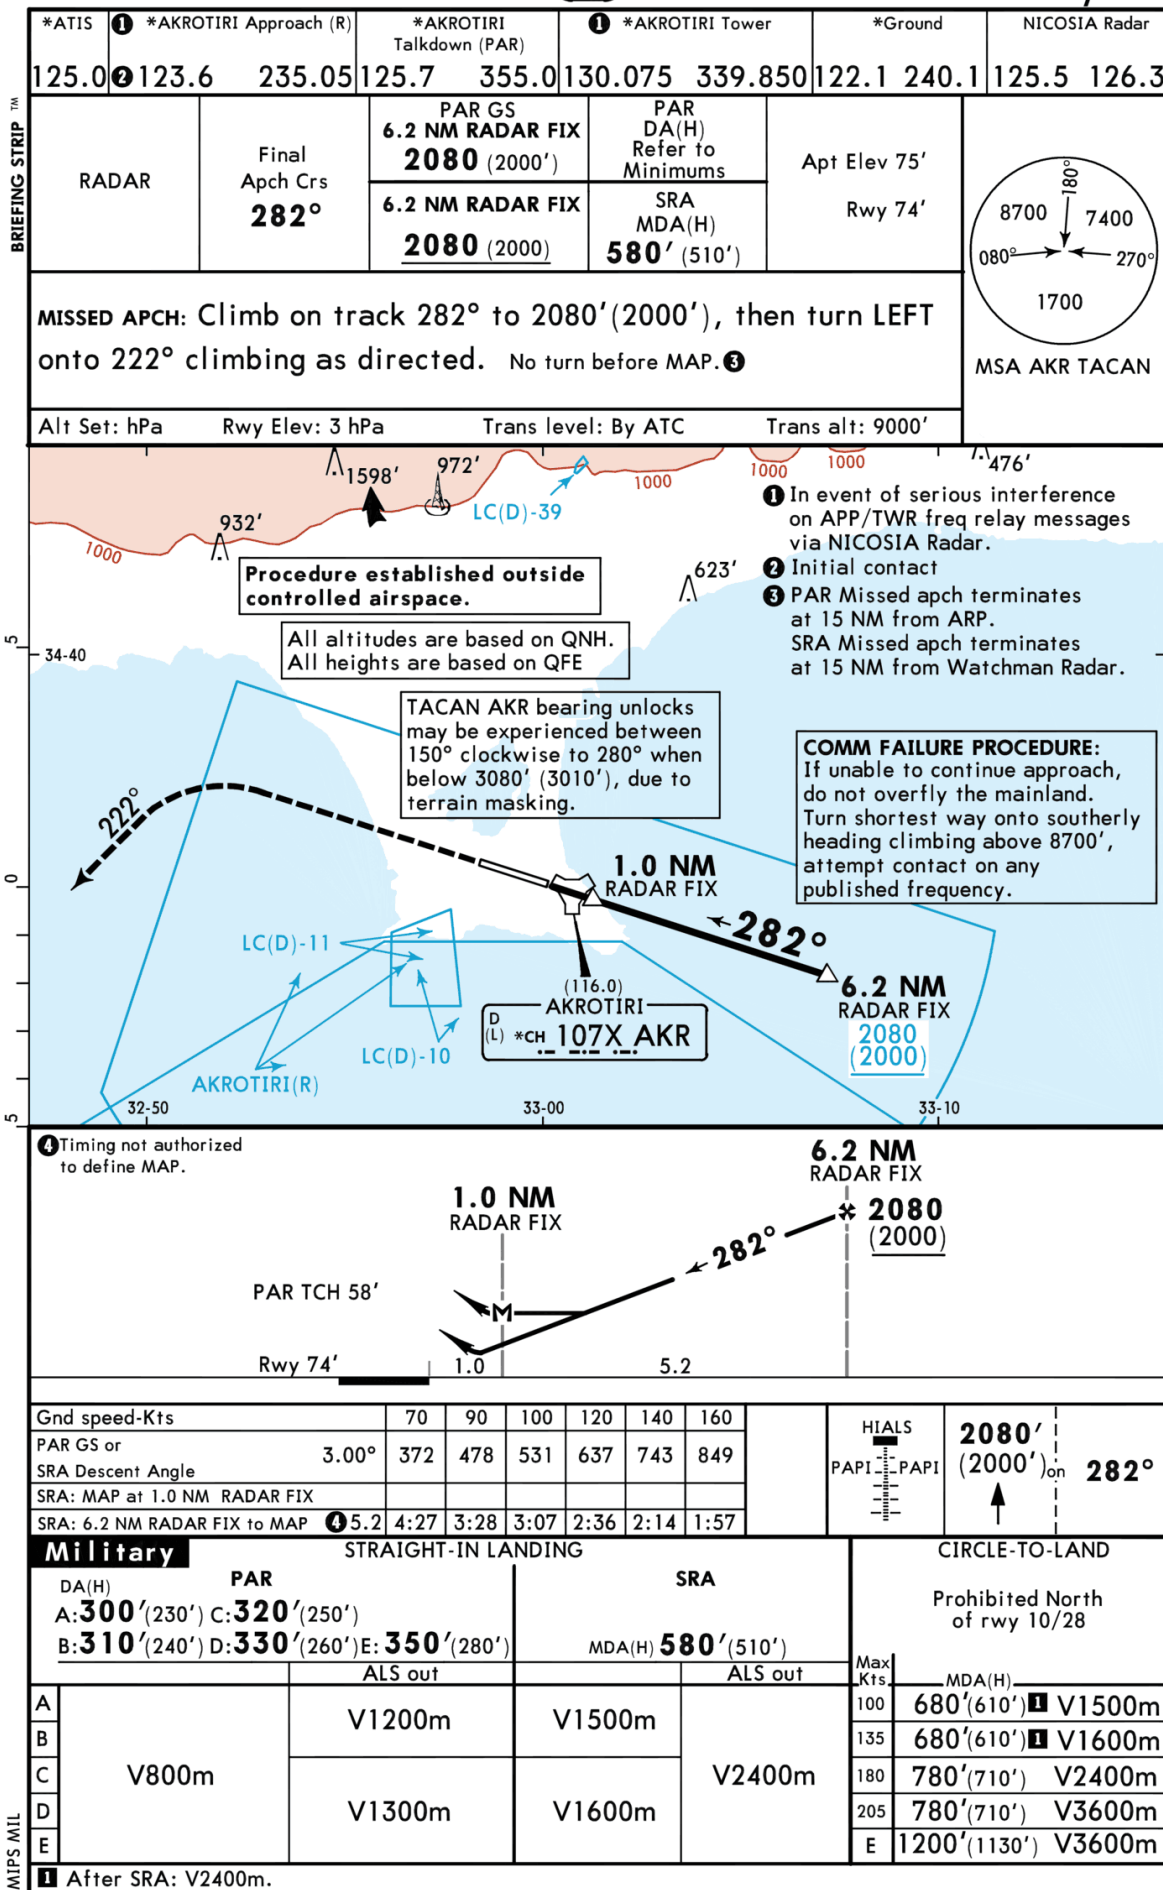 *ATIS
125.0
1 *AKROTIRI Approach (R)
2 123.6 235.05
*AKROTIRI
Talkdown (PAR)
125.7 355.0
1 *AKROTIRI Tower
130.075 339.850
*Ground
122.1 240.1
NICOSIA Radar
125.5 126.3
BRIEFING STRIP ™
RADAR
Final
Apch Crs
282°
PAR GS
6.2 NM RADAR FIX
2080 (2000')
6.2 NM RADAR FIX
2080 (2000)
PAR
DA(H)
Refer to
Minimums
SRA
MDA(H)
580' (510')
Apt Elev 75'
Rwy 74'
180°
8700 7400
080° 270°
1700
MSA AKR TACAN
MISSED APCH: Climb on track 282° to 2080'(2000'), then turn LEFT
onto 222° climbing as directed. No turn before MAP. 3
Alt Set: hPa Rwy Elev: 3 hPa Trans level: By ATC Trans alt: 9000'
1598'
972'
1000
1000
1000
476'
LC(D)-39
932'
1000
623'
1 In event of serious interference
on APP/TWR freq relay messages
via NICOSIA Radar.
2 Initial contact
3 PAR Missed apch terminates
at 15 NM from ARP.
SRA Missed apch terminates
at 15 NM from Watchman Radar.
Procedure established outside
controlled airspace.
All altitudes are based on QNH.
All heights are based on QFE
5
34-40
TACAN AKR bearing unlocks
may be experienced between
150° clockwise to 280° when
below 3080' (3010'), due to
terrain masking.
COMM FAILURE PROCEDURE:
If unable to continue approach,
do not overfly the mainland.
Turn shortest way onto southerly
heading climbing above 8700',
attempt contact on any
published frequency.
222°
0
1.0 NM
RADAR FIX
282°
LC(D)-11
6.2 NM
RADAR FIX
2080
(2000)
(116.0)
AKROTIRI
D
(L) *CH 107X AKR
LC(D)-10
AKROTIRI(R)
5
32-50
33-00
33-10
4 Timing not authorized
to define MAP.
6.2 NM
RADAR FIX
2080
(2000)
1.0 NM
RADAR FIX
282°
PAR TCH 58'
M
Rwy 74'
1.0
5.2
Gnd speed-Kts 70 90 100 120 140 160
PAR GS or
SRA Descent Angle 3.00° 372 478 531 637 743 849
SRA: MAP at 1.0 NM RADAR FIX
SRA: 6.2 NM RADAR FIX to MAP 4 5.2 4:27 3:28 3:07 2:36 2:14 1:57
HIALS
PAPI PAPI
2080'
(2000') on 282°
Military
STRAIGHT-IN LANDING
CIRCLE-TO-LAND
PAR
DA(H)
A:300'(230') C:320'(250')
B:310'(240') D:330'(260') E:350'(280')
SRA
MDA(H) 580'(510')
Prohibited North
of rwy 10/28
ALS out
ALS out
Max
Kts
MDA(H)
A
B
C
D
E
V800m
V1200m
V1300m
V1500m
V1600m
V2400m
100 680'(610') 1 V1500m
135 680'(610') 1 V1600m
180 780'(710') V2400m
205 780'(710') V3600m
E 1200'(1130') V3600m
MIPS MIL
1 After SRA: V2400m.